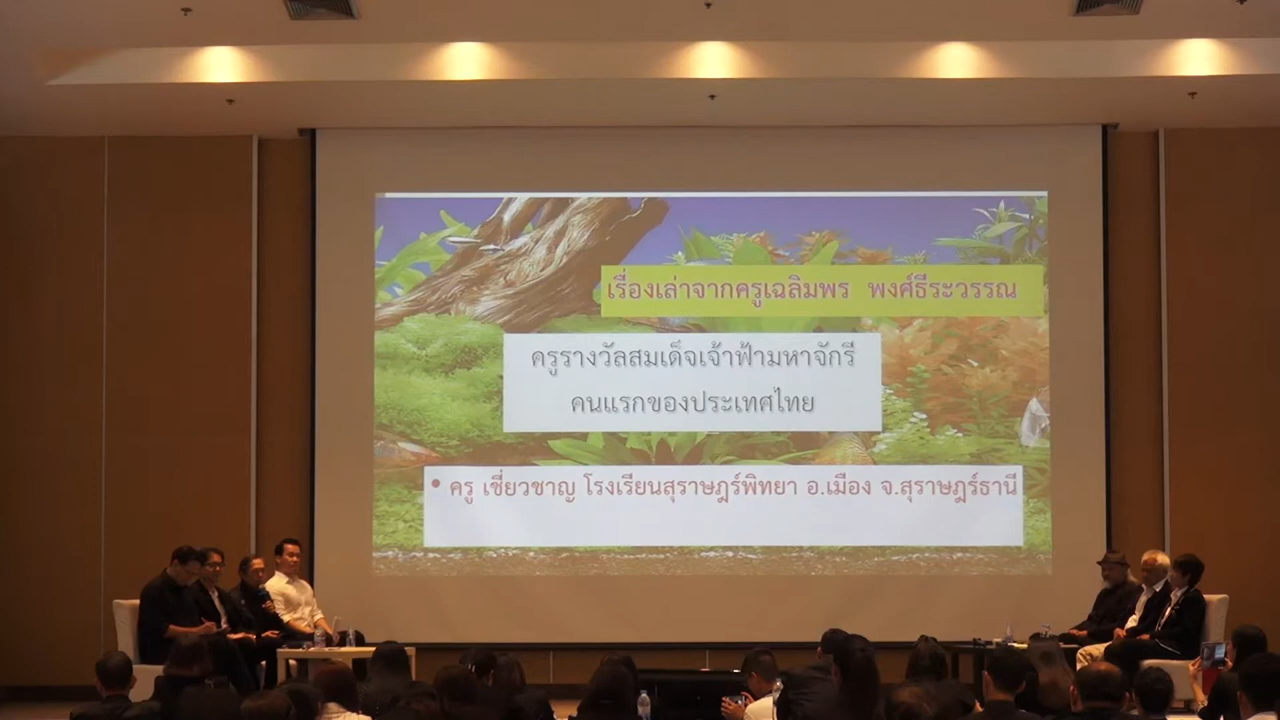 เรื่องเล่าจากครูเฉลิมพร พงศ์ธีระวรรณ
ครูรางวัลสมเด็จเจ้าฟ้ามหาจักรี
คนแรกของประเทศไทย
• ครู เชี่ยวชาญ โรงเรียนสุราษฎร์พิทยา อ.เมือง จ.สุราษฎร์ธานี